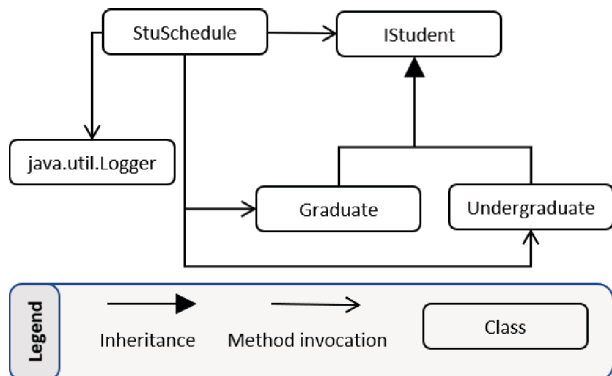 StuSchedule
IStudent
java.util.Logger
Graduate
Undergraduate
Legend
Inheritance
Method invocation
Class